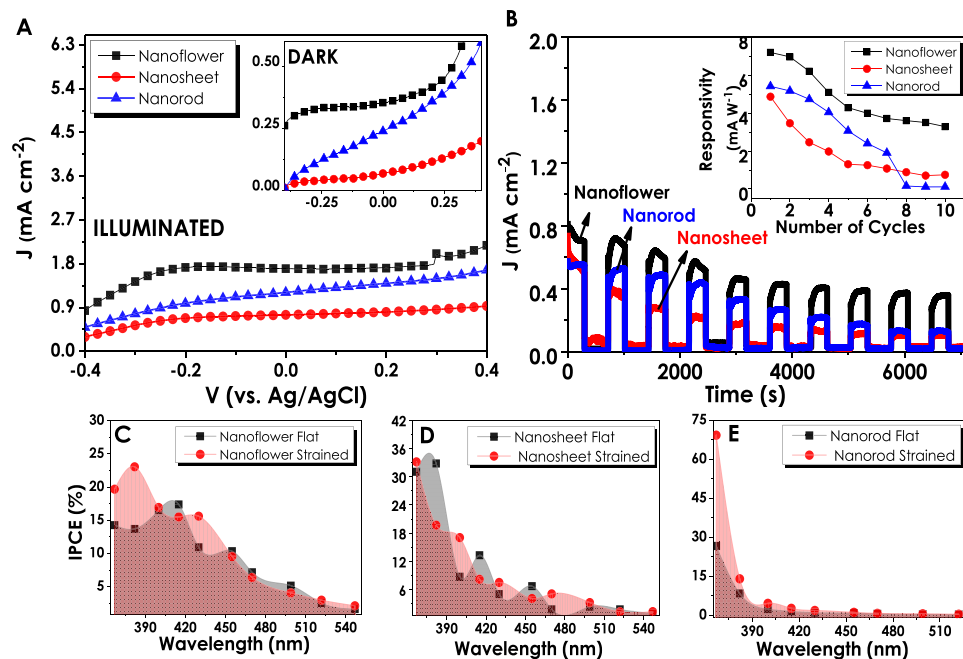 A
6.3
5.4
4.5
3.6
2.7
1.8
0.9
0.0
J (mA cm-2)
Nanoflower
Nanosheet
Nanorod
DARK
0.50
0.25
0.00
-0.25 0.00 0.25
ILLUMINATED
-0.4 -0.2 0.0 0.2 0.4
V (vs. Ag/AgCl)
B
2.0
1.6
1.2
0.8
0.4
0.0
J (mA cm-2)
Responsivity
(mA W-1)
8
6
4
2
0
Nanoflower
Nanosheet
Nanorod
0 2 4 6 8 10
Number of Cycles
Nanoflower
Nanorod
Nanosheet
0 2000 4000 6000
Time (s)
C
Nanoflower Flat
Nanoflower Strained
30
25
20
15
10
5
IPCE (%)
390 420 450 480 510 540
Wavelength (nm)
D
Nanosheet Flat
Nanosheet Strained
42
36
30
24
18
12
6
390 420 450 480 510 540
Wavelength (nm)
E
Nanorod Flat
Nanorod Strained
75
60
45
30
15
0
390 420 450 480 510
Wavelength (nm)